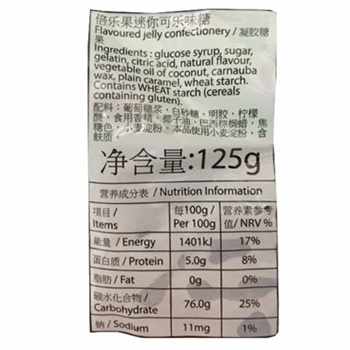 倍乐果迷你可乐味糖
Flavoured jelly confectionery / 凝胶糖
果
Ingredients : glucose syrup, sugar,
gelatin, citric acid, natural flavour,
vegetable oil of coconut, carnauba
wax, plain caramel, wheat starch.
Contains WHEAT starch (cereals
containing gluten).
配料：葡萄糖浆，白砂糖，明胶，柠檬
酸，食用香精，椰子油，巴西棕榈蜡，焦
糖色，小麦淀粉。本品使用小麦淀粉，含
麸质
净含量:125g
营养成分表 / Nutrition Information
项目 / 每100g / 营养素参考
Items Per 100g 值/ NRV %
能量 / Energy 1401kJ 17%
蛋白质 / Protein 5.0g 8%
脂肪 / Fat 0g 0%
碳水化合物 / Carbohydrate 76.0g 25%
钠 / Sodium 11mg 1%